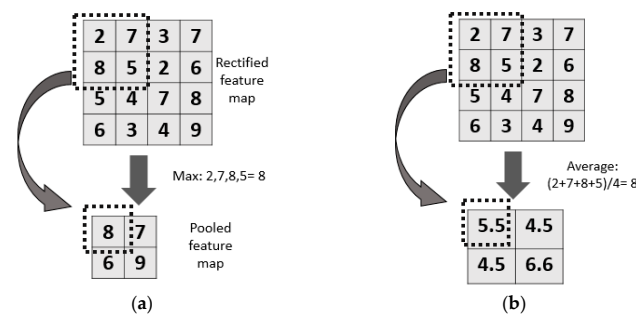 2 7 3 7
8 5 2 6
5 4 7 8
6 3 4 9
Rectified
feature
map
Max: 2,7,8,5= 8
8 7
6 9
Pooled
feature
map
(a)
2 7 3 7
8 5 2 6
5 4 7 8
6 3 4 9
Average:
(2+7+8+5)/4= 8
5.5 4.5
4.5 6.6
(b)